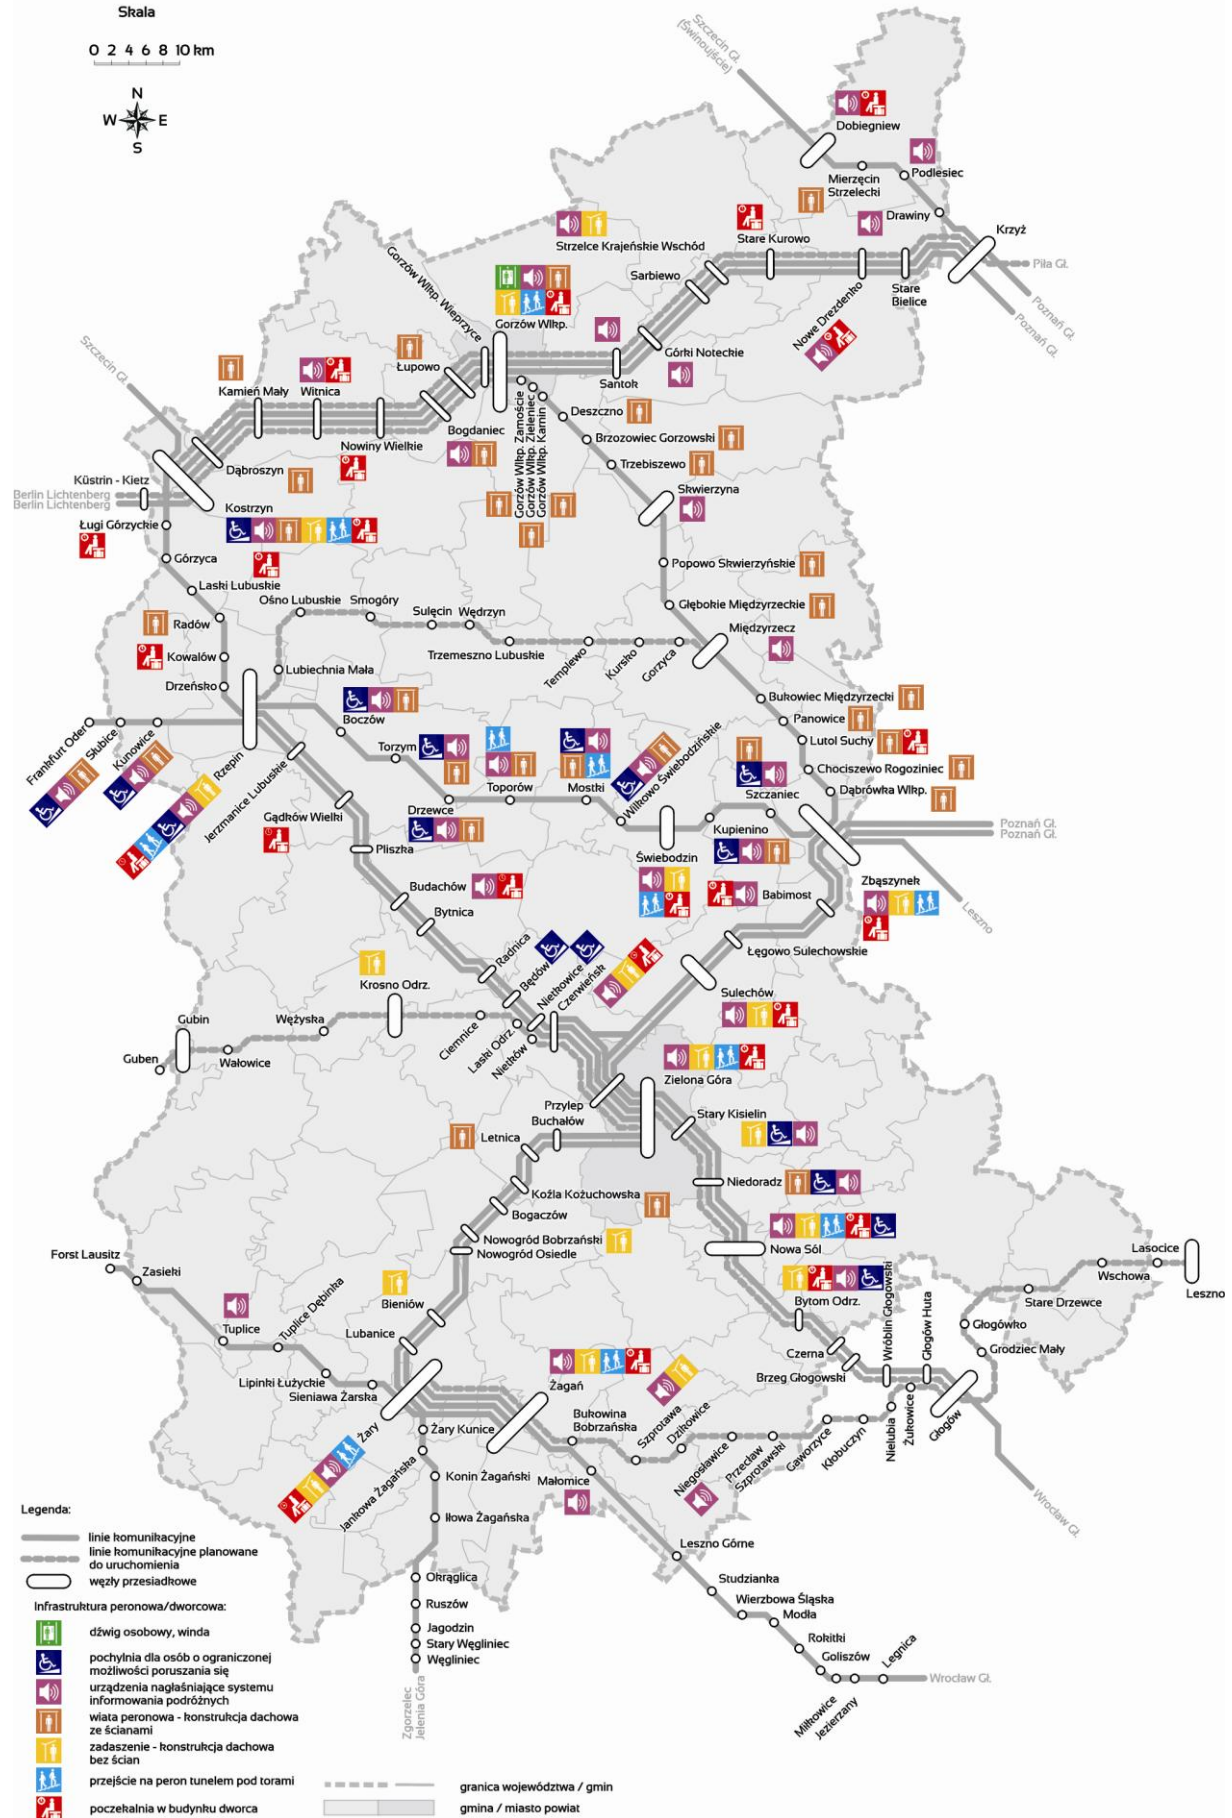 Skala
0 2 4 6 8 10 km
N
W E
S
Szczecin Gł.
(Świnoujście)
Dobiegniew
Mierzęcin
Strzelecki
Podlesiec
Drawiny
Krzyż
Piła Gł.
Poznań Gł.
Poznań Gł.
Strzelce Krajeńskie Wschód
Stare Kurowo
Sarbiewo
Nowe Drezdenko
Stare
Bielice
Gorzów Wlkp. Wieprzyce
Gorzów Wlkp.
Santok
Górki Noteckie
Szczecin Gł.
Kamień Mały
Witnica
Łupowo
Nowiny Wielkie
Bogdaniec
Dąbroszyn
Gorzów Wlkp. Zamoście
Gorzów Wlkp. Zieleniec
Gorzów Wlkp. Karnin
Deszczno
Brzozowiec Gorzowski
Trzebiszewo
Skwierzyna
Küstrin - Kietz
Berlin Lichtenberg
Berlin Lichtenberg
Kostrzyn
Ługi Górzyckie
Górzyca
Laski Lubuskie
Radów
Kowalów
Drzeńsko
Ośno Lubuskie
Smogóry
Sulęcin
Wędrzyn
Trzemeszno Lubuskie
Templewo
Kursko
Gorzyca
Lubiechnia Mała
Popowo Skwierzyńskie
Głębokie Międzyrzeckie
Międzyrzecz
Bukowiec Międzyrzecki
Panowice
Lutol Suchy
Chociszewo Rogoziniec
Dąbrówka Wlkp.
Frankfurt Oder
Słubice
Kunowice
Rzepin
Jerzmanice Lubuskie
Boczów
Torzym
Drzewce
Toporów
Mostki
Wilkowo Świebodzińskie
Świebodzin
Kupienino
Szczaniec
Poznań Gł.
Poznań Gł.
Leszno
Zbąszynek
Babimost
Łęgowo Sulechowskie
Sulechów
Gądków Wielki
Pliszka
Budachów
Bytnica
Radnica
Będów
Nietkowice
Czerwieńsk
Krosno Odrz.
Gubin
Guben
Wałowice
Wężyska
Ciemnice
Laski Odrz.
Nietków
Zielona Góra
Przylep
Buchałów
Letnica
Stary Kisielin
Niedoradz
Koźla Kożuchowska
Bogaczów
Nowogród Bobrzański
Nowogród Osiedle
Nowa Sól
Bytom Odrz.
Bieniów
Lubanice
Forst Lausitz
Zasieki
Tuplice
Tuplice Dębinka
Lipinki Łużyckie
Sieniawa Żarska
Żary
Żagań
Czerna
Brzeg Głogowski
Wróblin Głogowski
Głogów Huta
Głogów
Głogówko
Grodziec Mały
Stare Drzewce
Wschowa
Lasocice
Leszno
Wrocław Gł.
Żukowice
Nielubia
Kłobuczyn
Gaworzyce
Przecław
Szprotawski
Niegosławice
Dzikowice
Szprotawa
Bukowina
Bobrzańska
Małomice
Żary Kunice
Jankowa Żagańska
Konin Żagański
Iłowa Żagańska
Okrąglica
Ruszów
Jagodzin
Stary Węgliniec
Węgliniec
Zgorzelec
Jelenia Góra
Leszno Górne
Studzianka
Wierzbowa Śląska
Modła
Rokitki
Goliszów
Miłkowice
Jezierzany
Legnica
Wrocław Gł.
Legenda:
linie komunikacyjne
linie komunikacyjne planowane
do uruchomienia
węzły przesiadkowe
Infrastruktura peronowa/dworcowa:
dźwig osobowy, winda
pochylnia dla osób o ograniczonej
możliwości poruszania się
urządzenia nagłaśniające systemu
informowania podróżnych
wiata peronowa - konstrukcja dachowa
ze ścianami
zadaszenie - konstrukcja dachowa
bez ścian
przejście na peron tunelem pod torami
poczekalnia w budynku dworca
granica województwa / gmin
gmina / miasto powiat